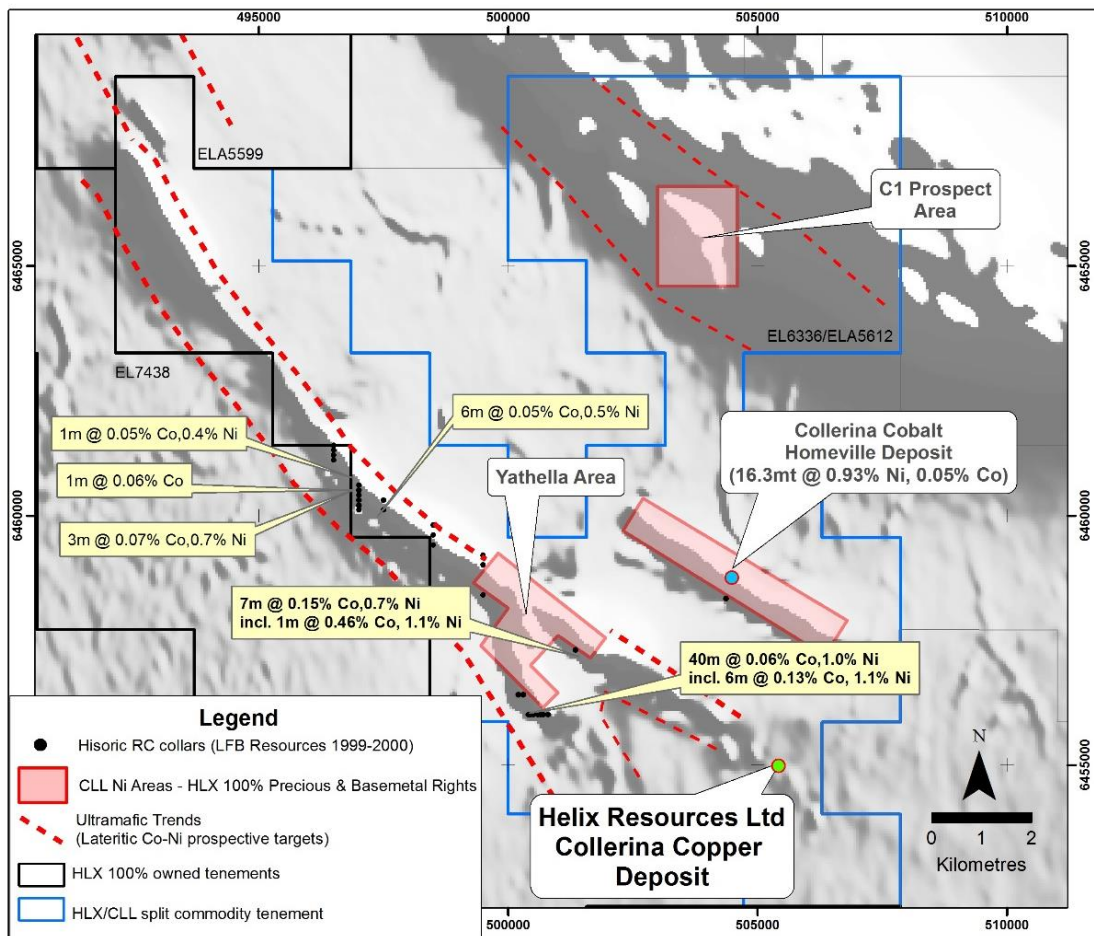 495000
500000
505000
510000
ELA5599
C1 Prospect
Area
6465000
6465000
EL6336/ELA5612
EL7438
6m @ 0.05% Co,0.5% Ni
1m @ 0.05% Co,0.4% Ni
Collerina Cobalt
Homeville Deposit
(16.3mt @ 0.93% Ni, 0.05% Co)
Yathella Area
1m @ 0.06% Co
6460000
6460000
3m @ 0.07% Co,0.7% Ni
7m @ 0.15% Co,0.7% Ni
incl. 1m @ 0.46% Co, 1.1% Ni
40m @ 0.06% Co,1.0% Ni
incl. 6m @ 0.13% Co, 1.1% Ni
Legend
Hisoric RC collars (LFB Resources 1999-2000)
CLL Ni Areas - HLX 100% Precious & Basemetal Rights
Ultramafic Trends
(Lateritic Co-Ni prospective targets)
HLX 100% owned tenements
HLX/CLL split commodity tenement
N
6455000
Helix Resources Ltd
Collerina Copper
Deposit
0 1 2
Kilometres
500000
505000
510000